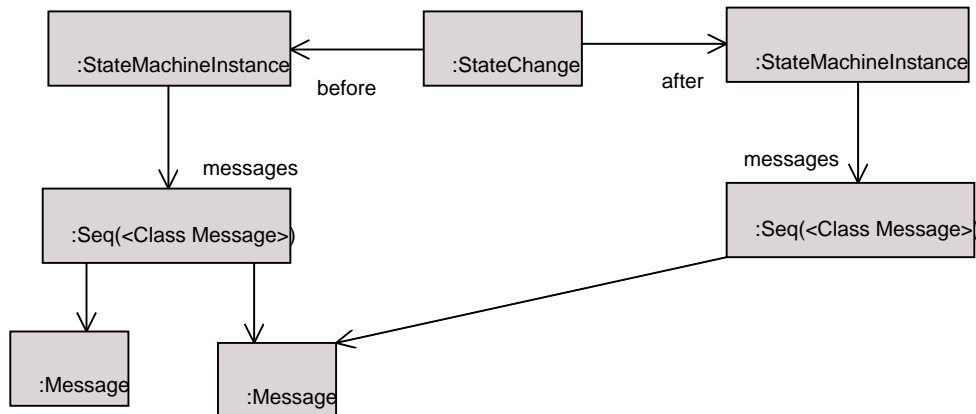 :StateMachineInstance
:StateChange
:StateMachineInstance
before
after
messages
messages
:Seq(<Class Message>)
:Seq(<Class Message>)
:Message
:Message